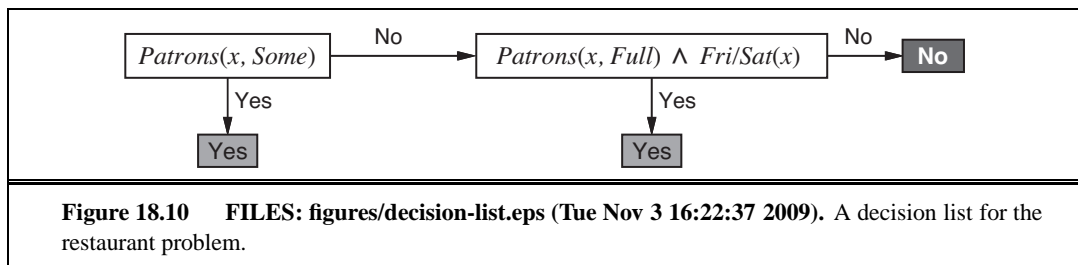 Patrons(x, Some)
No
Patrons(x, Full) ∧ Fri/Sat(x)
No
No
Yes
Yes
Yes
Yes
Figure 18.10 FILES: figures/decision-list.eps (Tue Nov 3 16:22:37 2009). A decision list for the
restaurant problem.